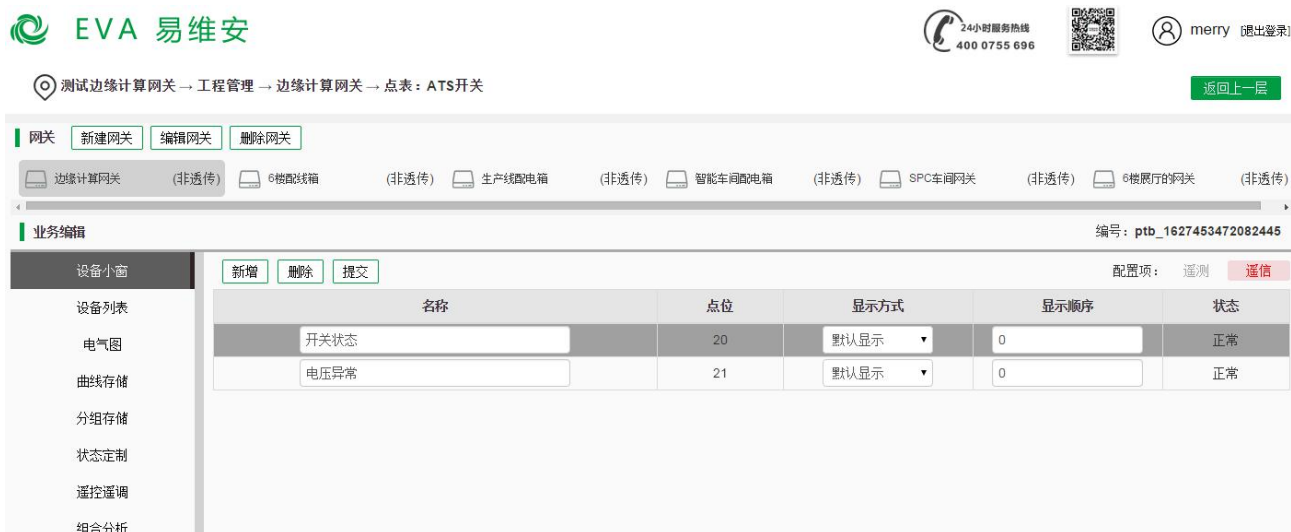 EVA 易维安
24小时服务热线
400 0755 696
merry [退出登录]
测试边缘计算网关→工程管理→边缘计算网关→点表：ATS开关
返回上一层
网关 新建网关 编辑网关 删除网关
边缘计算网关 (非透传) 6楼配线箱 (非透传) 生产线配电箱 (非透传) 智能车间配电箱 (非透传) SPC车间网关 (非透传) 6楼展厅的网关 (非透传)
业务编辑 编号：ptb_1627453472082445
设备小窗 新增 删除 提交 配置项： 遥测 遥信
设备列表 名称 点位 显示方式 显示顺序 状态
电气图 开关状态 20 默认显示 0 正常
曲线存储 电压异常 21 默认显示 0 正常
分组存储
状态定制
遥控遥调
组合分析